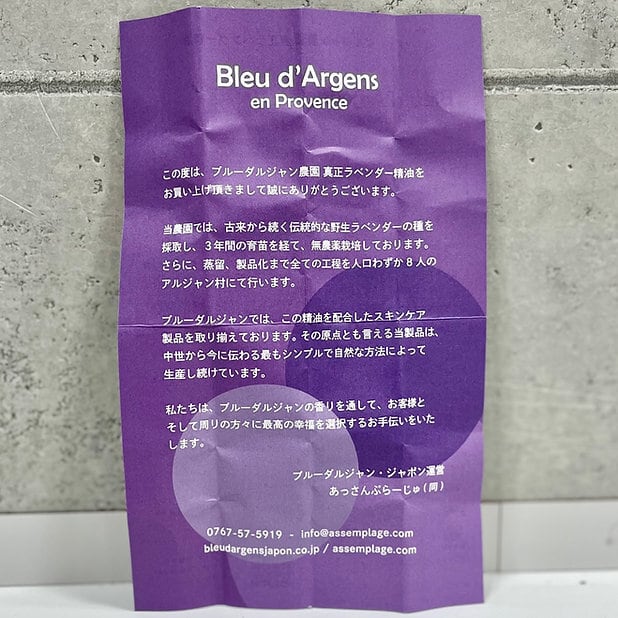 Bleu d'Argens
en Provence
この度は、ブルーダルジャン農園 真正ラベンダー精油を
お買い上げ頂きまして誠にありがとうございます。
当農園では、古来から続く伝統的な野生ラベンダーの種を
採取し、３年間の育苗を経て、無農薬栽培しております。
さらに、蒸留、製品化まで全ての工程を人口わずか８人の
アルジャン村にて行います。
ブルーダルジャンでは、この精油を配合したスキンケア
製品を取り揃えております。その原点とも言える当製品は、
中世から今に伝わる最もシンプルで自然な方法によって
生産し続けています。
私たちは、ブルーダルジャンの香りを通して、お客様と
そして周りの方々に最高の幸福を選択するお手伝いをいた
します。
ブルーダルジャン・ジャポン運営
あっさんぶらーじゅ(同)
0767-57-5919 - info@assemplage.com
bleudargensjapon.co.jp / assemplage.com